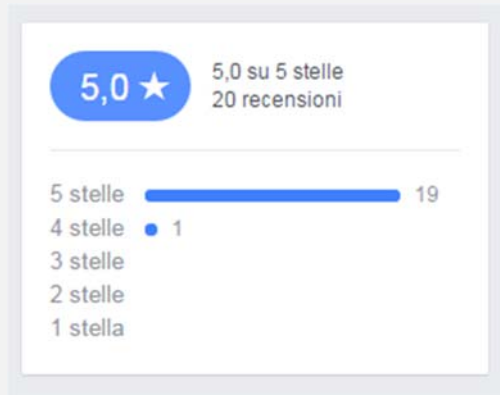 5,0 ★
5,0 su 5 stelle
20 recensioni
5 stelle 19
4 stelle 1
3 stelle
2 stelle
1 stella